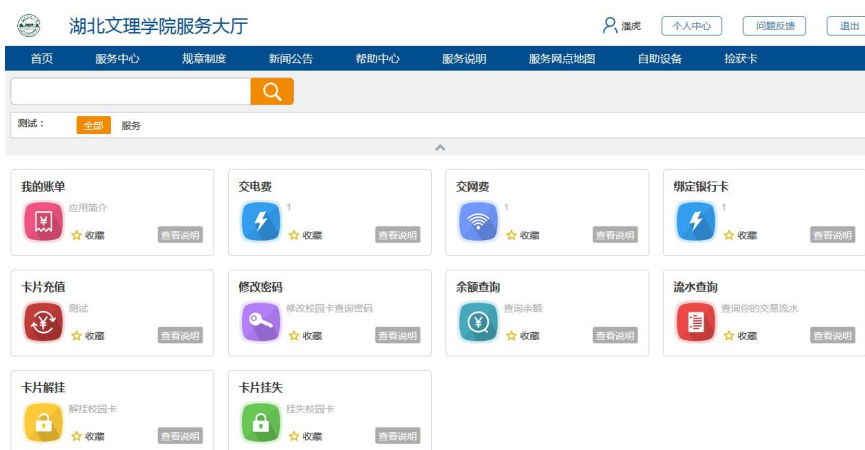 湖北文理学院服务大厅
潘虎 个人中心 问题反馈 退出
首页 服务中心 规章制度 新闻公告 帮助中心 服务说明 服务网点地图 自助设备 捡获卡
测试： 全部 服务
我的账单 交电费 交网费 绑定银行卡
应用简介 1 1 1
收藏 查看说明 收藏 查看说明 收藏 查看说明 收藏 查看说明
卡片充值 修改密码 余额查询 流水查询
测试 修改校园卡查询密码 查询余额 查询你的交易流水
收藏 查看说明 收藏 查看说明 收藏 查看说明 收藏 查看说明
卡片解挂 卡片挂失
解挂校园卡 挂失校园卡
收藏 查看说明 收藏 查看说明